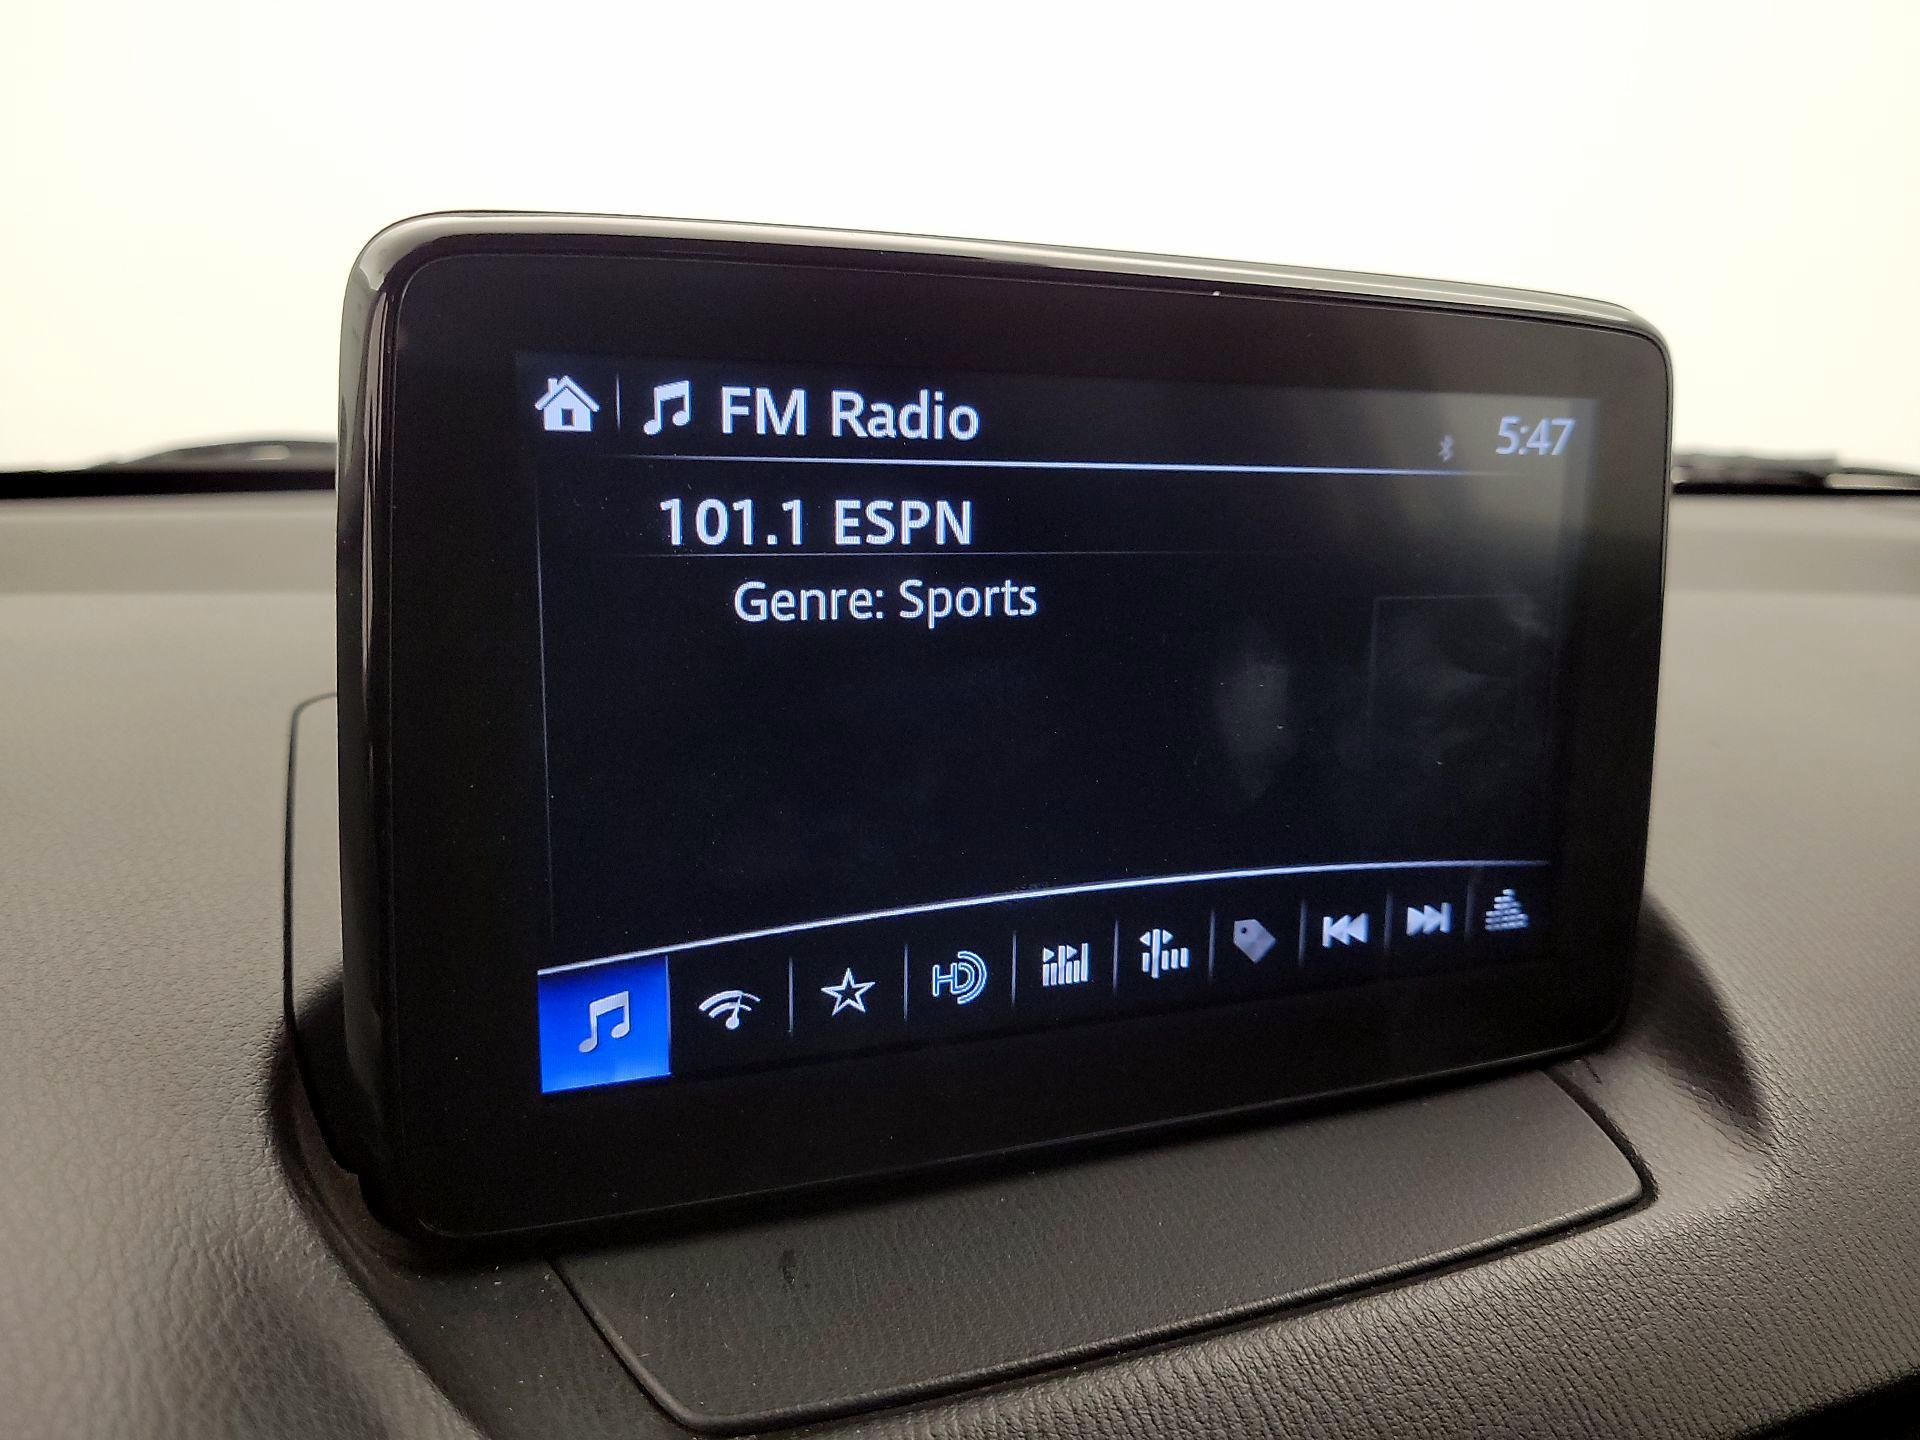 FM Radio
5:47
101.1 ESPN
Genre: Sports
HD